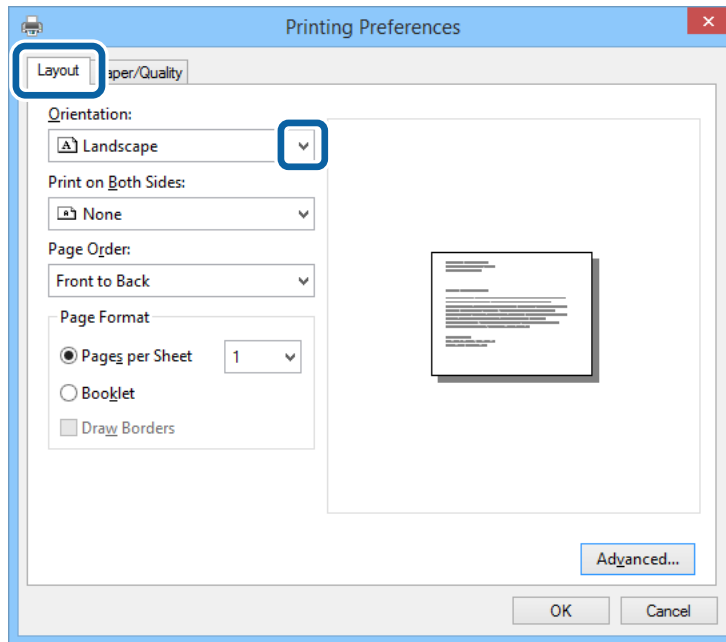 Printing Preferences
Layout
aper/Quality
Orientation:
Landscape
Print on Both Sides:
None
Page Order:
Front to Back
Page Format
Pages per Sheet 1
Booklet
Draw Borders
Advanced...
OK Cancel